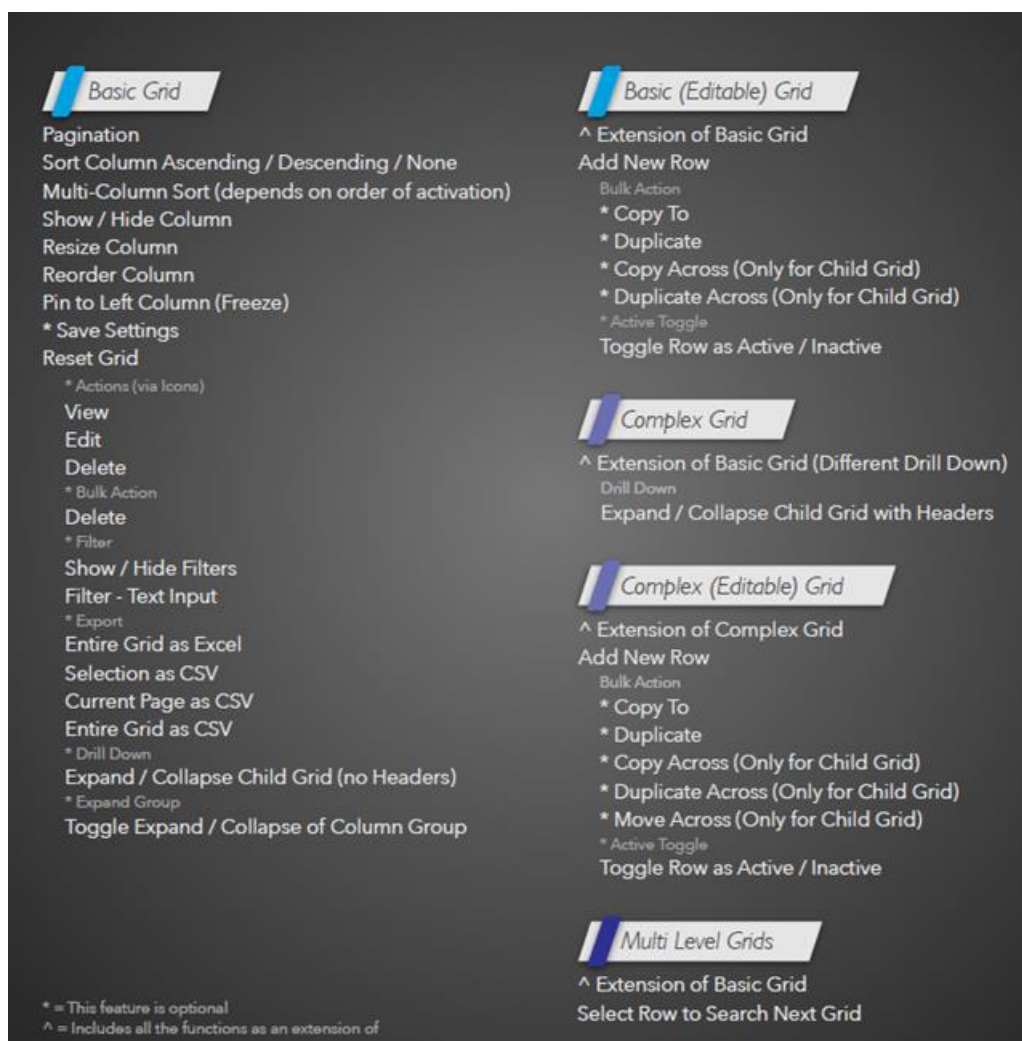 Basic Grid
Pagination
Sort Column Ascending / Descending / None
Multi-Column Sort (depends on order of activation)
Show / Hide Column
Resize Column
Reorder Column
Pin to Left Column (Freeze)
* Save Settings
Reset Grid
* Actions (via Icons)
View
Edit
Delete
* Bulk Action
Delete
* Filter
Show / Hide Filters
Filter - Text Input
* Export
Entire Grid as Excel
Selection as CSV
Current Page as CSV
Entire Grid as CSV
* Drill Down
Expand / Collapse Child Grid (no Headers)
* Expand Group
Toggle Expand / Collapse of Column Group
* = This feature is optional
^ = Includes all the functions as an extension of
Basic (Editable) Grid
^ Extension of Basic Grid
Add New Row
Bulk Action
* Copy To
* Duplicate
* Copy Across (Only for Child Grid)
* Duplicate Across (Only for Child Grid)
* Active Toggle
Toggle Row as Active / Inactive
Complex Grid
^ Extension of Basic Grid (Different Drill Down)
Drill Down
Expand / Collapse Child Grid with Headers
Complex (Editable) Grid
^ Extension of Complex Grid
Add New Row
Bulk Action
* Copy To
* Duplicate
* Copy Across (Only for Child Grid)
* Duplicate Across (Only for Child Grid)
* Move Across (Only for Child Grid)
* Active Toggle
Toggle Row as Active / Inactive
Multi Level Grids
^ Extension of Basic Grid
Select Row to Search Next Grid